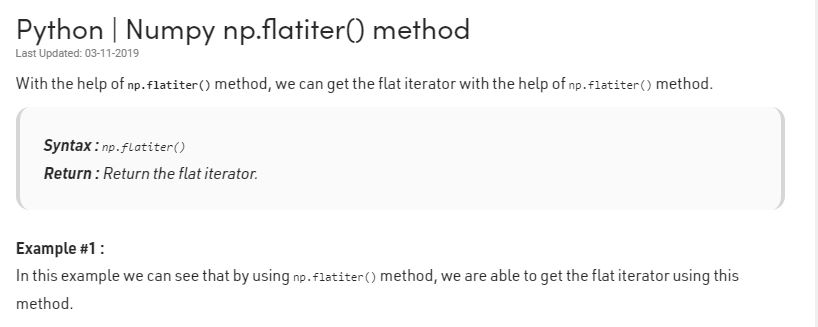 Python | Numpy np.flatiter() method
Last Updated: 03-11-2019
With the help of np.flatiter() method, we can get the flat iterator with the help of np.flatiter() method.
Syntax : np.flatiter()
Return : Return the flat iterator.
Example #1 :
In this example we can see that by using np.flatiter() method, we are able to get the flat iterator using this
method.